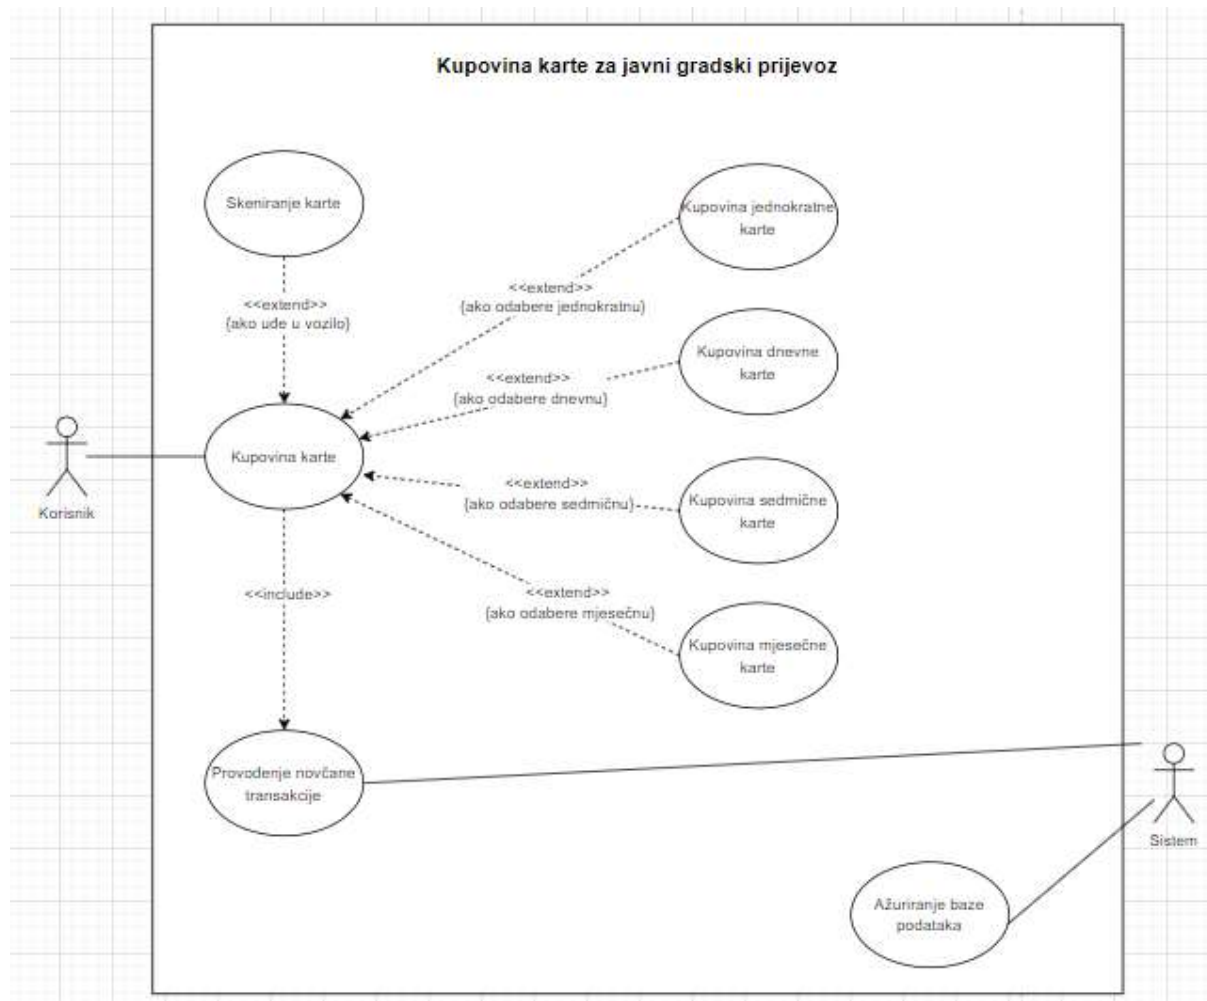 Kupovina karte za javni gradski prijevoz
Skeniranje karte
<<extend>>
{ako uđe u vozilo}
Kupovina jednokratne
karte
<<extend>>
{ako odabere jednokratnu}
Kupovina dnevne
karte
<<extend>>
{ako odabere dnevnu}
Kupovina karte
Korisnik
<<extend>>
{ako odabere sedmičnu}
Kupovina sedmične
karte
<<include>>
<<extend>>
{ako odabere mjesečnu}
Kupovina mjesečne
karte
Provođenje novčane
transakcije
Sistem
Ažuriranje baze
podataka